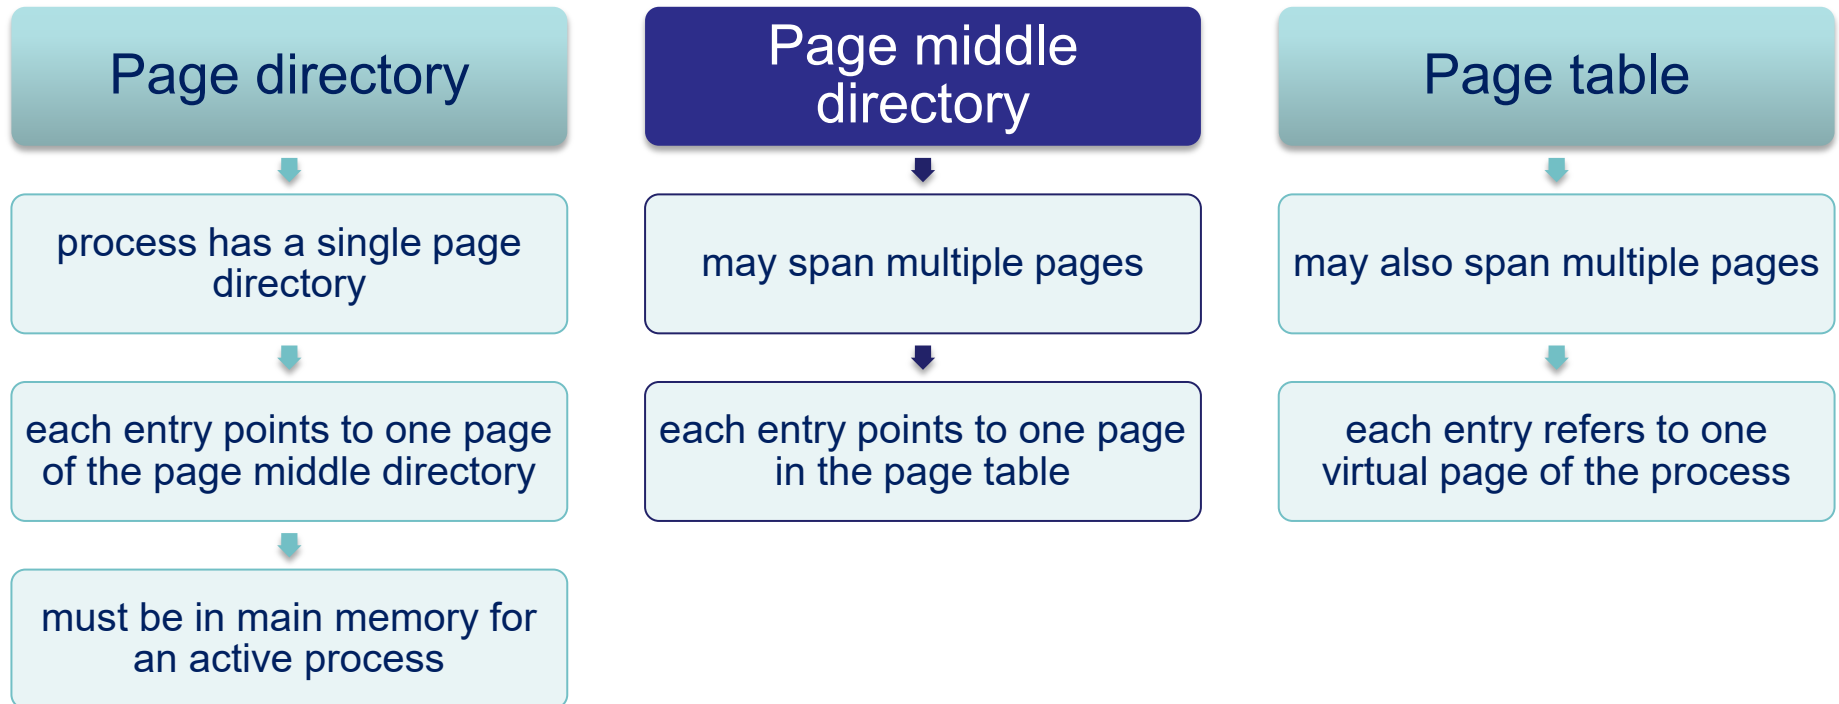 Page directory
process has a single page
directory
each entry points to one page
of the page middle directory
must be in main memory for
an active process
Page middle
directory
may span multiple pages
each entry points to one page
in the page table
Page table
may also span multiple pages
each entry refers to one
virtual page of the process